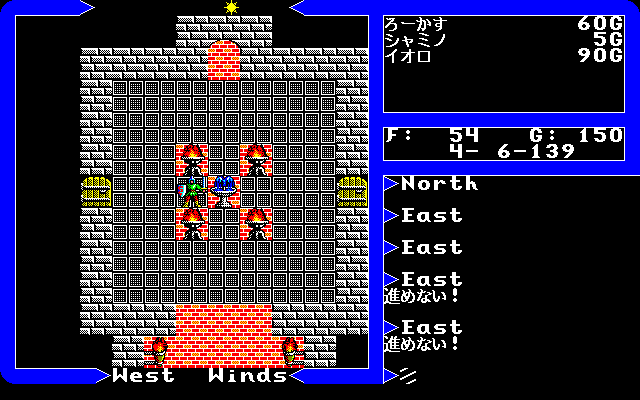 ろーかす 60G
シャミノ 5G
イオロ 90G
F: 54 G: 150
4- 6-139
North
East
East
East
進めない!
East
進めない!
West Winds